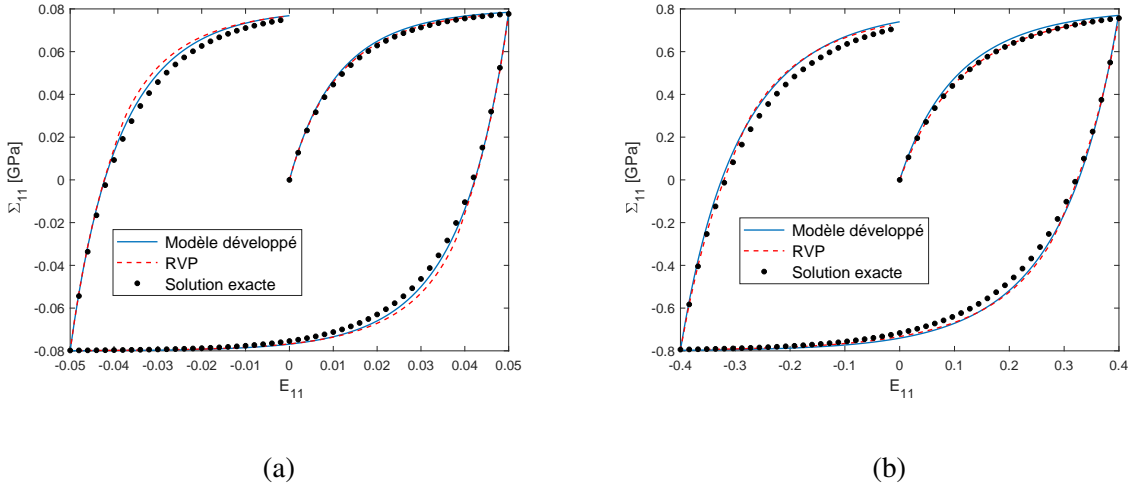 0.08
0.06
0.04
0.02
0
-0.02
-0.04
-0.06
-0.08
Σ11 [GPa]
-0.05 -0.04 -0.03 -0.02 -0.01 0 0.01 0.02 0.03 0.04 0.05
E11
Modèle développé
RVP
Solution exacte
(a)
0.8
0.6
0.4
0.2
0
-0.2
-0.4
-0.6
-0.8
Σ11 [GPa]
-0.4 -0.3 -0.2 -0.1 0 0.1 0.2 0.3 0.4
E11
Modèle développé
RVP
Solution exacte
(b)